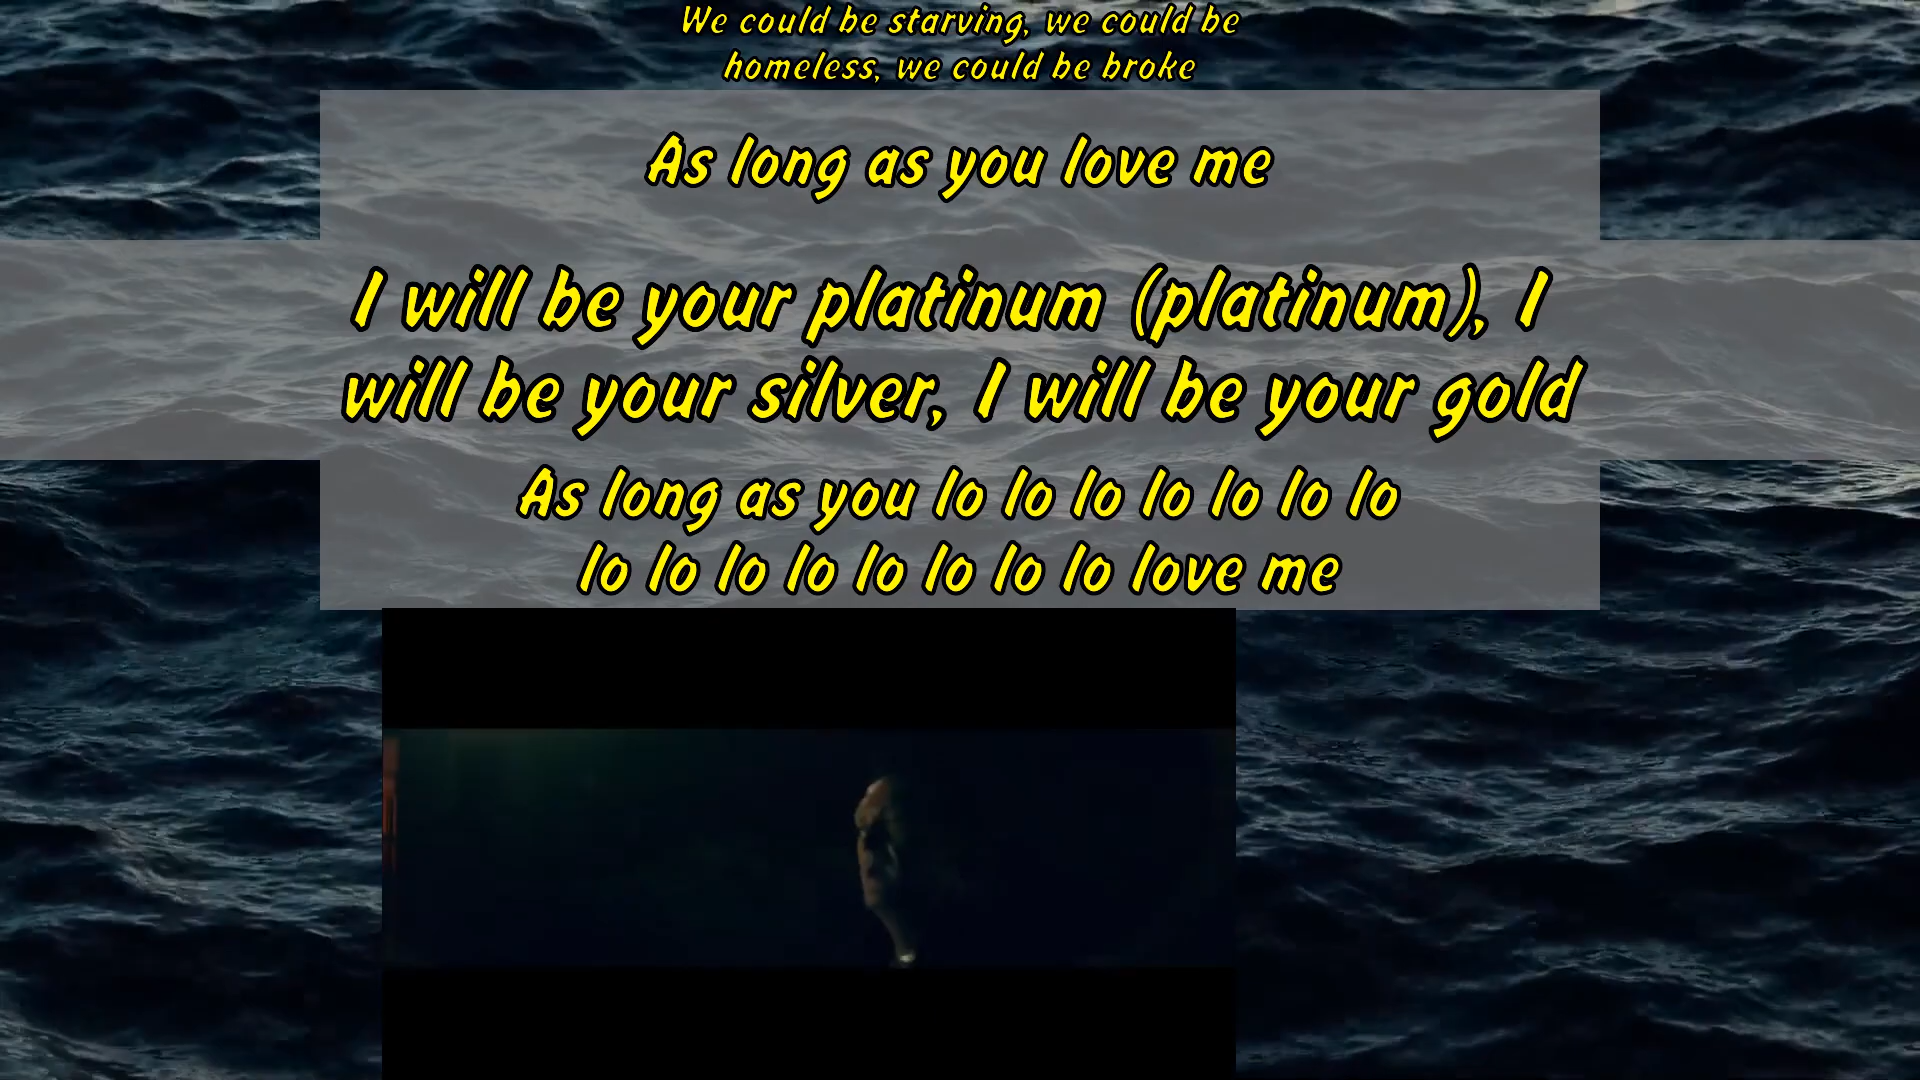 We could be starving, we could be
homeless, we could be broke
As long as you love me
I will be your platinum (platinum), I
will be your silver, I will be your gold
As long as you lo lo lo lo lo lo lo
lo lo lo lo lo lo lo lo love me